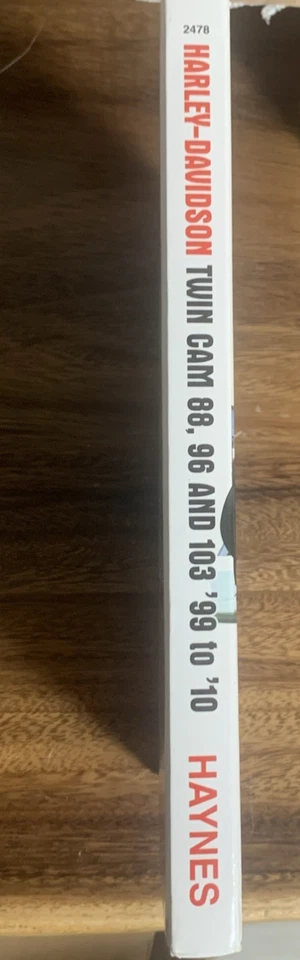 2478
HARLEY-DAVIDSON TWIN CAM 88, 96 AND 103 '99 to '10
HAYNES